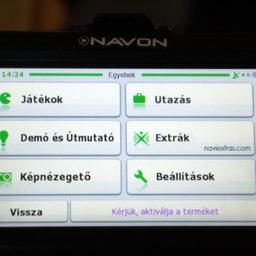 NAVON
14:24
Egyebek
Játékok
Utazás
Demó és Útmutató
Extrák
naviextras.com
Képnézegető
Beállítások
Vissza
Kérjük, aktiválja a terméket